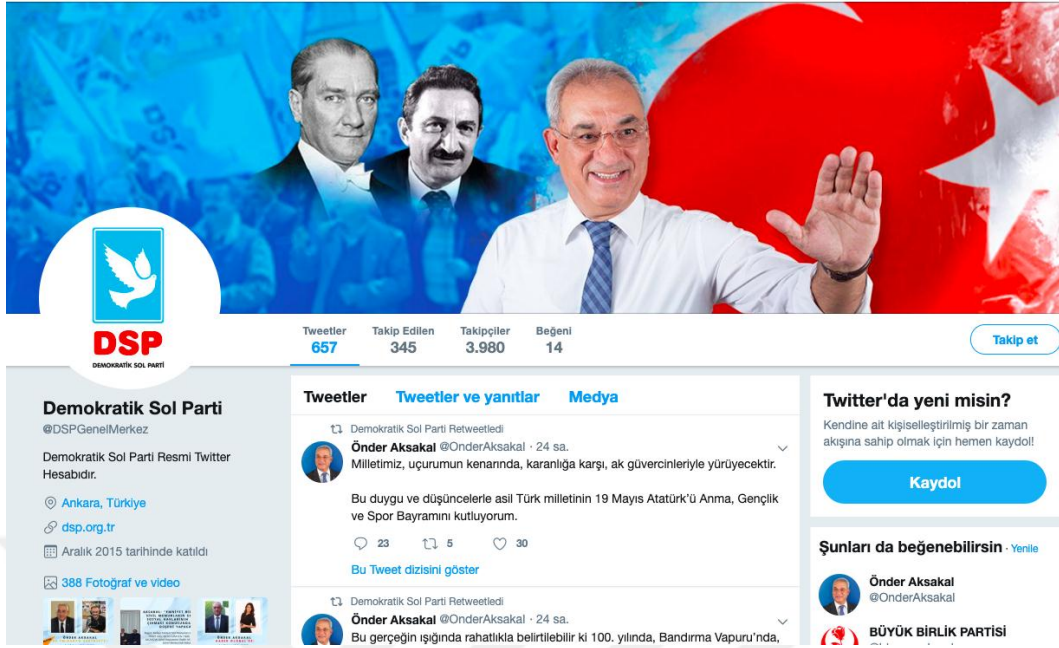 DSP
DEMOKRATİK SOL PARTİ
Tweetler
657
Takip Edilen
345
Takipçiler
3.980
Beğeni
14
Takip et
Demokratik Sol Parti
@DSPGenelMerkez
Demokratik Sol Parti Resmi Twitter
Hesabıdır.
Ankara, Türkiye
dsp.org.tr
Aralık 2015 tarihinde katıldı
388 Fotoğraf ve video
Tweetler Tweetler ve yanıtlar Medya
Demokratik Sol Parti Retweetledi
Önder Aksakal @OnderAksakal · 24 sa.
Milletimiz, uçurumun kenarında, karanlığa karşı, ak güvercinleriyle yürüyecektir.
Bu duygu ve düşüncelerle asil Türk milletinin 19 Mayıs Atatürk'ü Anma, Gençlik
ve Spor Bayramını kutluyorum.
23 5 30
Bu Tweet dizisini göster
Demokratik Sol Parti Retweetledi
Önder Aksakal @OnderAksakal · 24 sa.
Bu gerçeğin ışığında rahatlıkla belirtilebilir ki 100. yılında, Bandırma Vapuru'nda,
Twitter'da yeni misin?
Kendine ait kişiselleştirilmiş bir zaman
akışına sahip olmak için hemen kaydol!
Kaydol
Şunları da beğenebilirsin · Yenile
Önder Aksakal
@OnderAksakal
BÜYÜK BİRLİK PARTİSİ